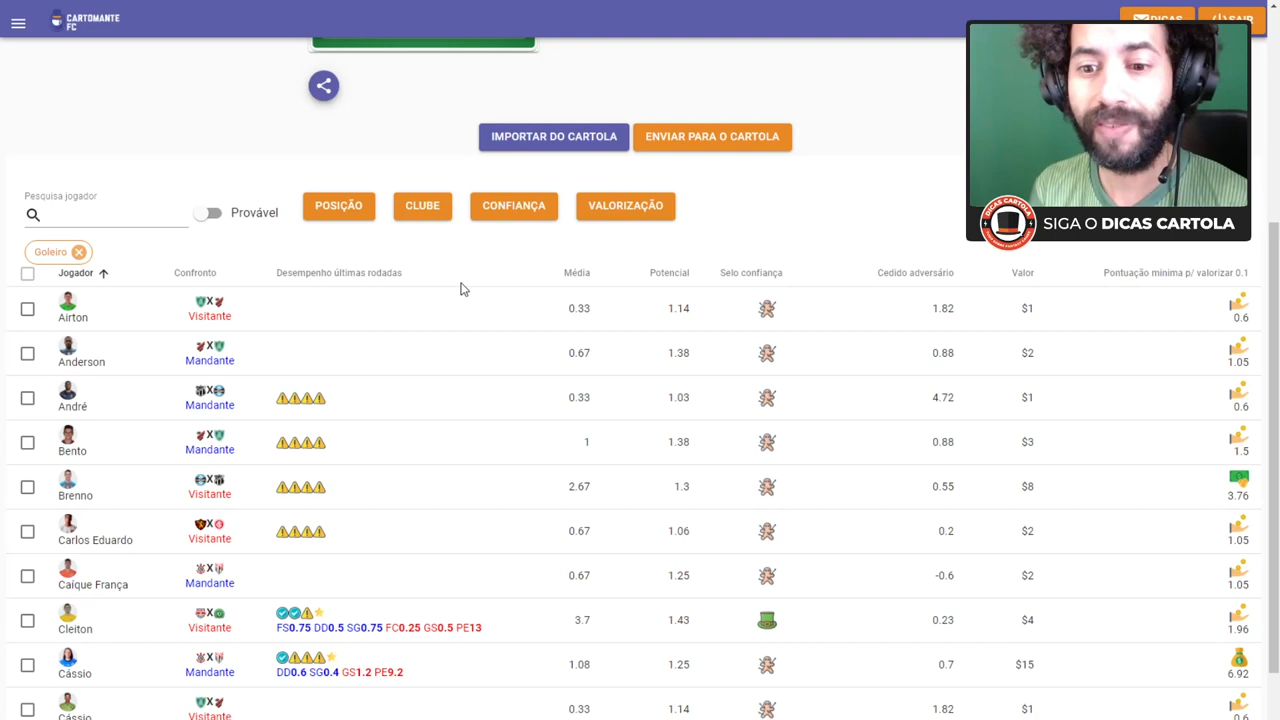 CARTOMANTE
FC
DICAS
SAIR
IMPORTAR DO CARTOLA
ENVIAR PARA O CARTOLA
Pesquisa jogador
Provável
POSIÇÃO
CLUBE
CONFIANÇA
VALORIZAÇÃO
DICAS CARTOLA
SIGA O DICAS CARTOLA
Goleiro
Jogador Confronto Desempenho últimas rodadas Média Potencial Selo confiança Cedido adversário Valor Pontuação mínima p/ valorizar 0.1
X
Airton Visitante 0.33 1.14 1.82 $1 0.6
X
Anderson Mandante 0.67 1.38 0.88 $2 1.05
X
André Mandante 0.33 1.03 4.72 $1 0.6
X
Bento Mandante 1 1.38 0.88 $3 1.5
X
Brenno Visitante 2.67 1.3 0.55 $8 3.76
X
Carlos Eduardo Visitante 0.67 1.06 0.2 $2 1.05
X
Caíque França Mandante 0.67 1.25 -0.6 $2 1.05
X
Cleiton Visitante FS0.75 DD0.5 SG0.75 FC0.25 GS0.5 PE13 3.7 1.43 0.23 $4 1.96
X
Cássio Mandante DD0.6 SG0.4 GS1.2 PE9.2 1.08 1.25 0.7 $15 6.92
X
Cássio Visitante 0.33 1.14 1.82 $1 0.6